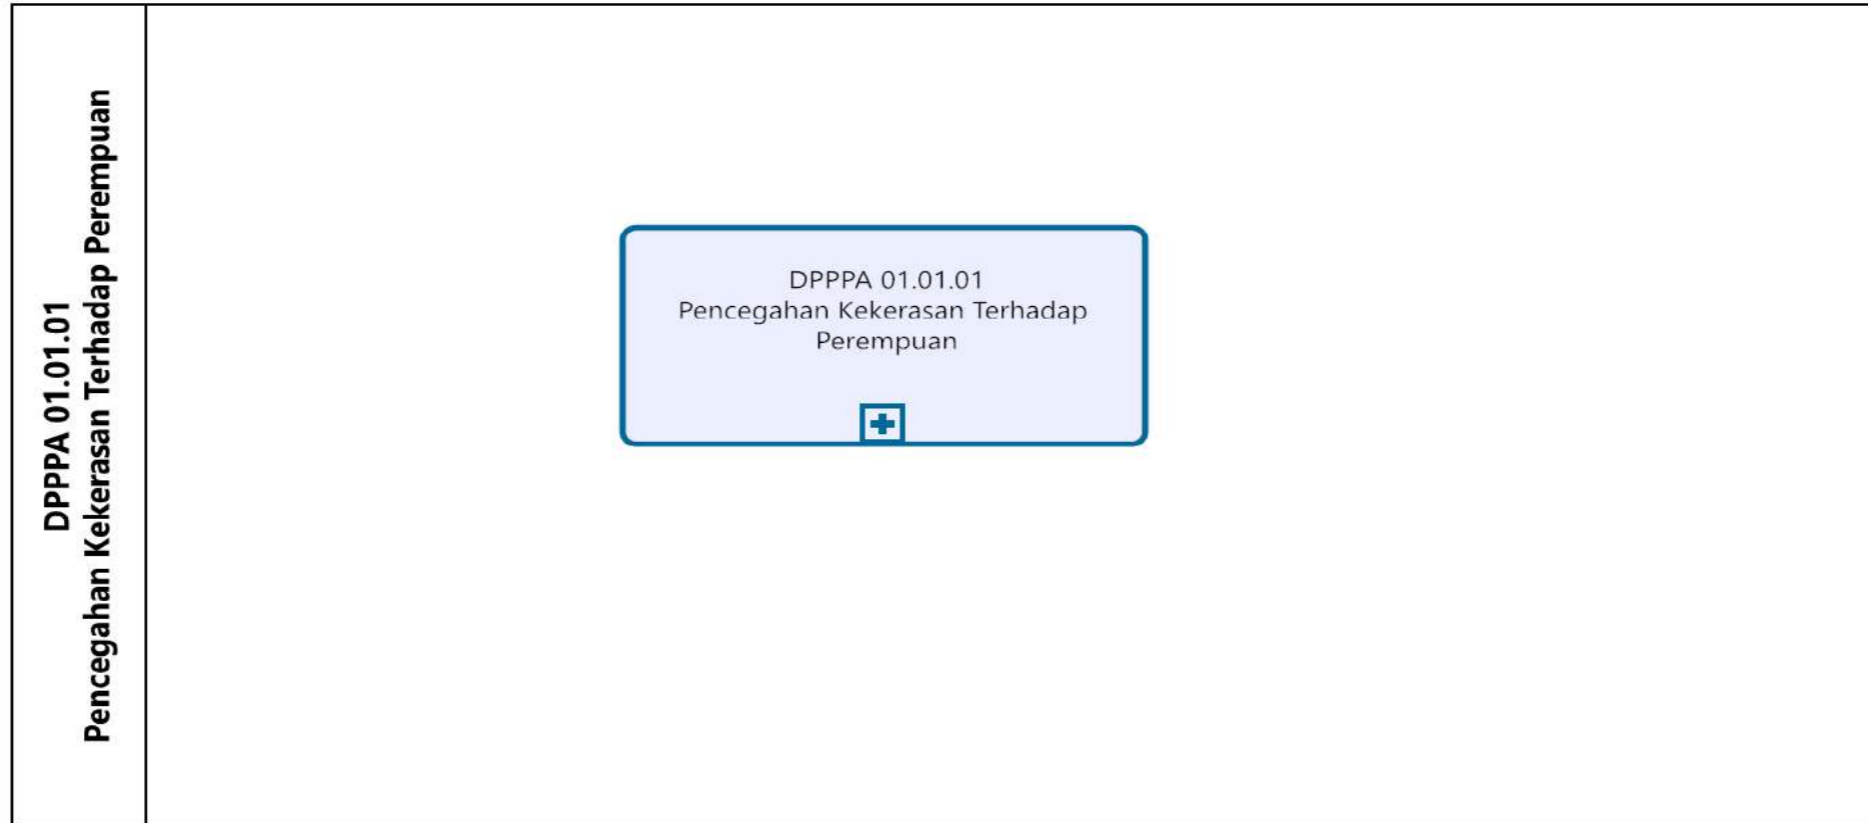 DPPPA 01.01.01
Pencegahan Kekerasan Terhadap Perempuan
DPPPA 01.01.01
Pencegahan Kekerasan Terhadap
Perempuan